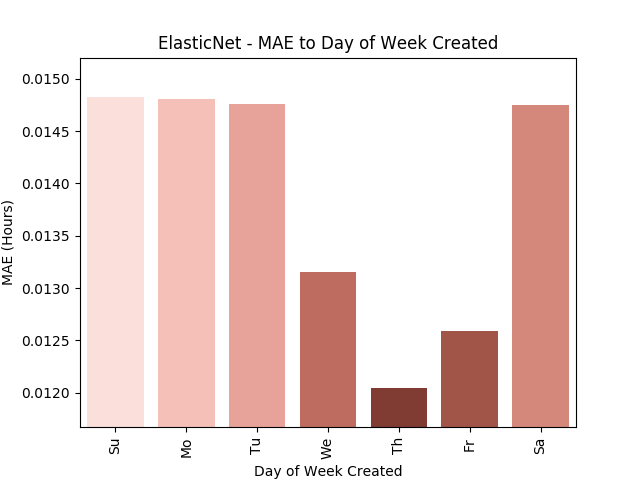 ElasticNet - MAE to Day of Week Created
MAE (Hours)
0.0150
0.0145
0.0140
0.0135
0.0130
0.0125
0.0120
Su
Mo
Tu
We
Th
Fr
Sa
Day of Week Created